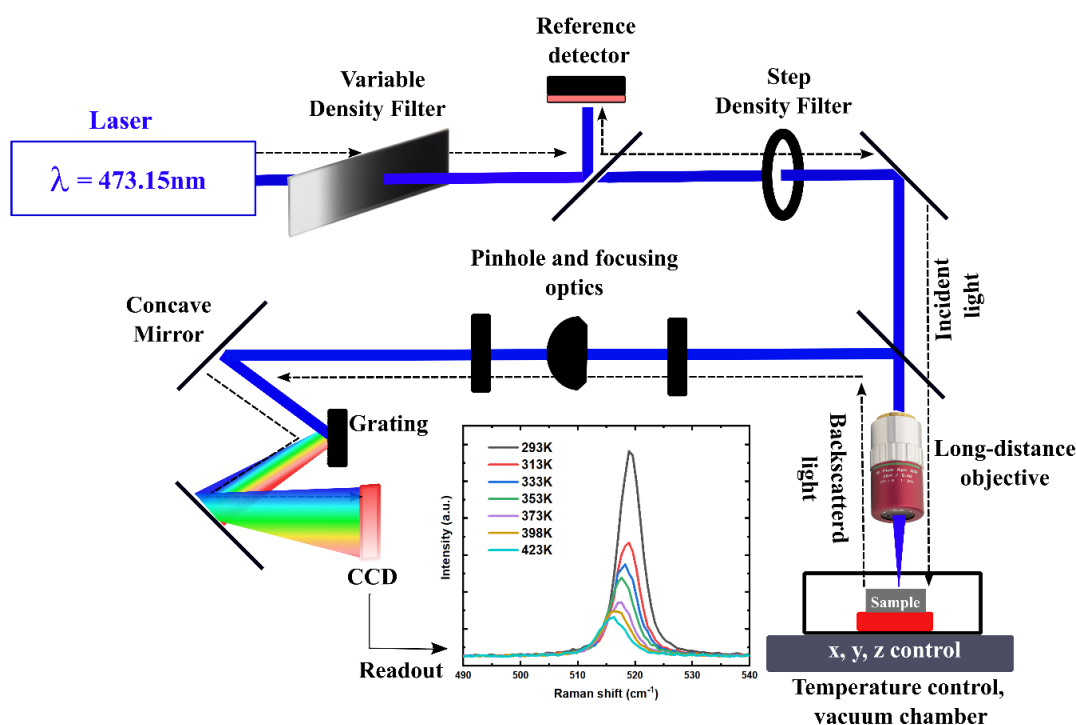 Reference
detector
Variable
Density Filter
Step
Density Filter
Laser
λ = 473.15nm
Pinhole and focusing
optics
Incident
light
Concave
Mirror
Grating
Backscatterd
light
Long-distance
objective
CCD
Readout
Intensity (a.u.)
293K
313K
333K
353K
373K
398K
423K
490
500
510
520
530
540
Raman shift (cm⁻¹)
Sample
x, y, z control
Temperature control,
vacuum chamber